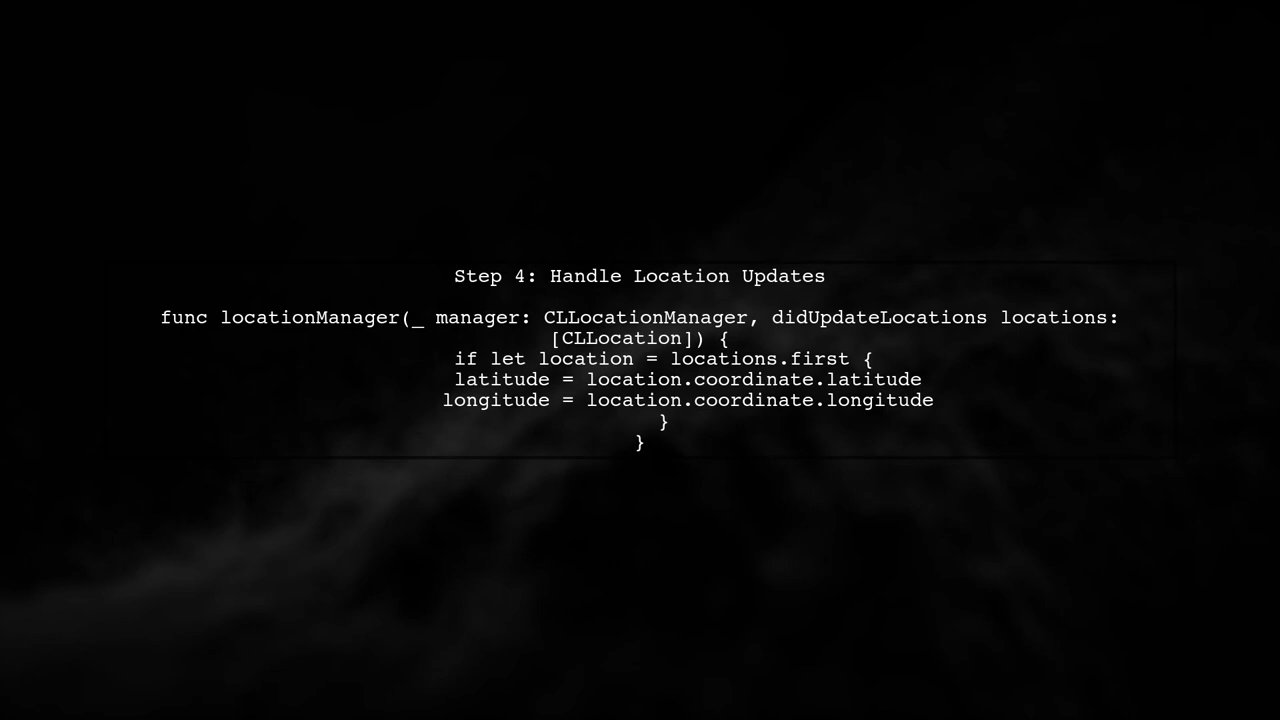 Step 4: Handle Location Updates
func locationManager(_ manager: CLLocationManager, didUpdateLocations locations:
[CLLocation]) {
if let location = locations.first {
latitude = location.coordinate.latitude
longitude = location.coordinate.longitude
}
}